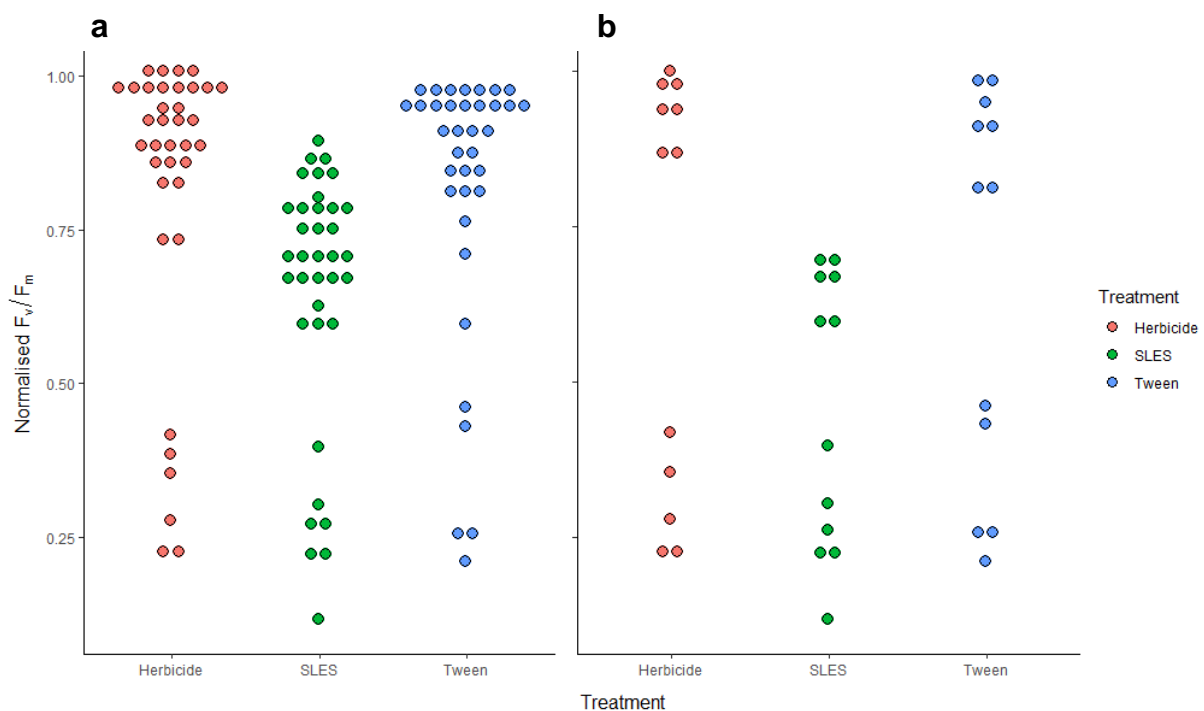 a
b
Normalised Fv/Fm
1.00
0.75
0.50
0.25
Herbicide SLES Tween
Herbicide SLES Tween
Treatment
Treatment
Herbicide
SLES
Tween